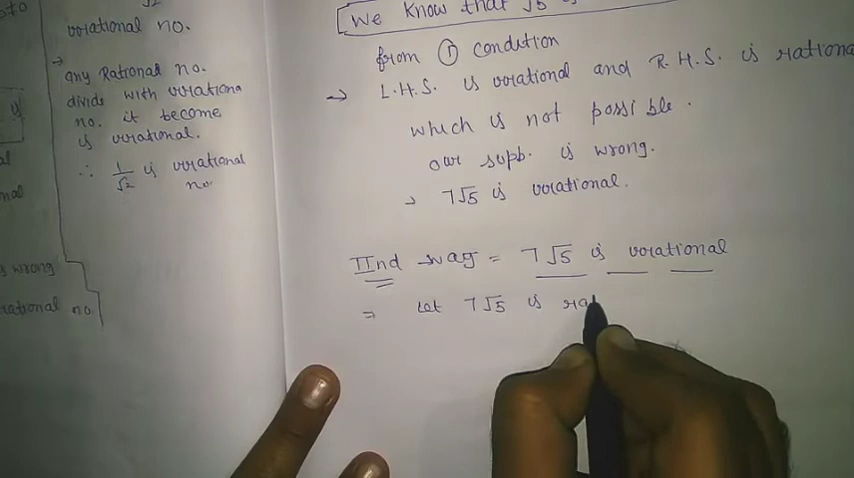 irrational no.
→ any Rational no.
divide with irrationa
no. it become
is irrational.
∴ 1/√2 is irrational
no
wrong
rational no.
We know that √5
from ① condition
→ L.H.S. is irrational and R.H.S. is rationa
which is not possible.
our supp. is wrong.
→ 7√5 is irrational.
IInd way = 7√5 is irrational
⇒ Let 7√5 is ra